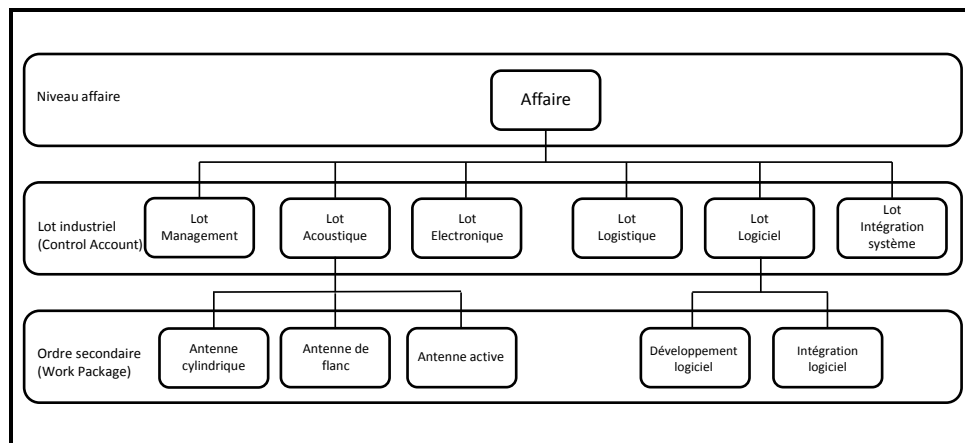 Niveau affaire
Affaire
Lot industriel
(Control Account)
Lot
Management
Lot
Acoustique
Lot
Electronique
Lot
Logistique
Lot
Logiciel
Lot
Intégration
système
Ordre secondaire
(Work Package)
Antenne
cylindrique
Antenne de
flanc
Antenne active
Développement
logiciel
Intégration
logiciel